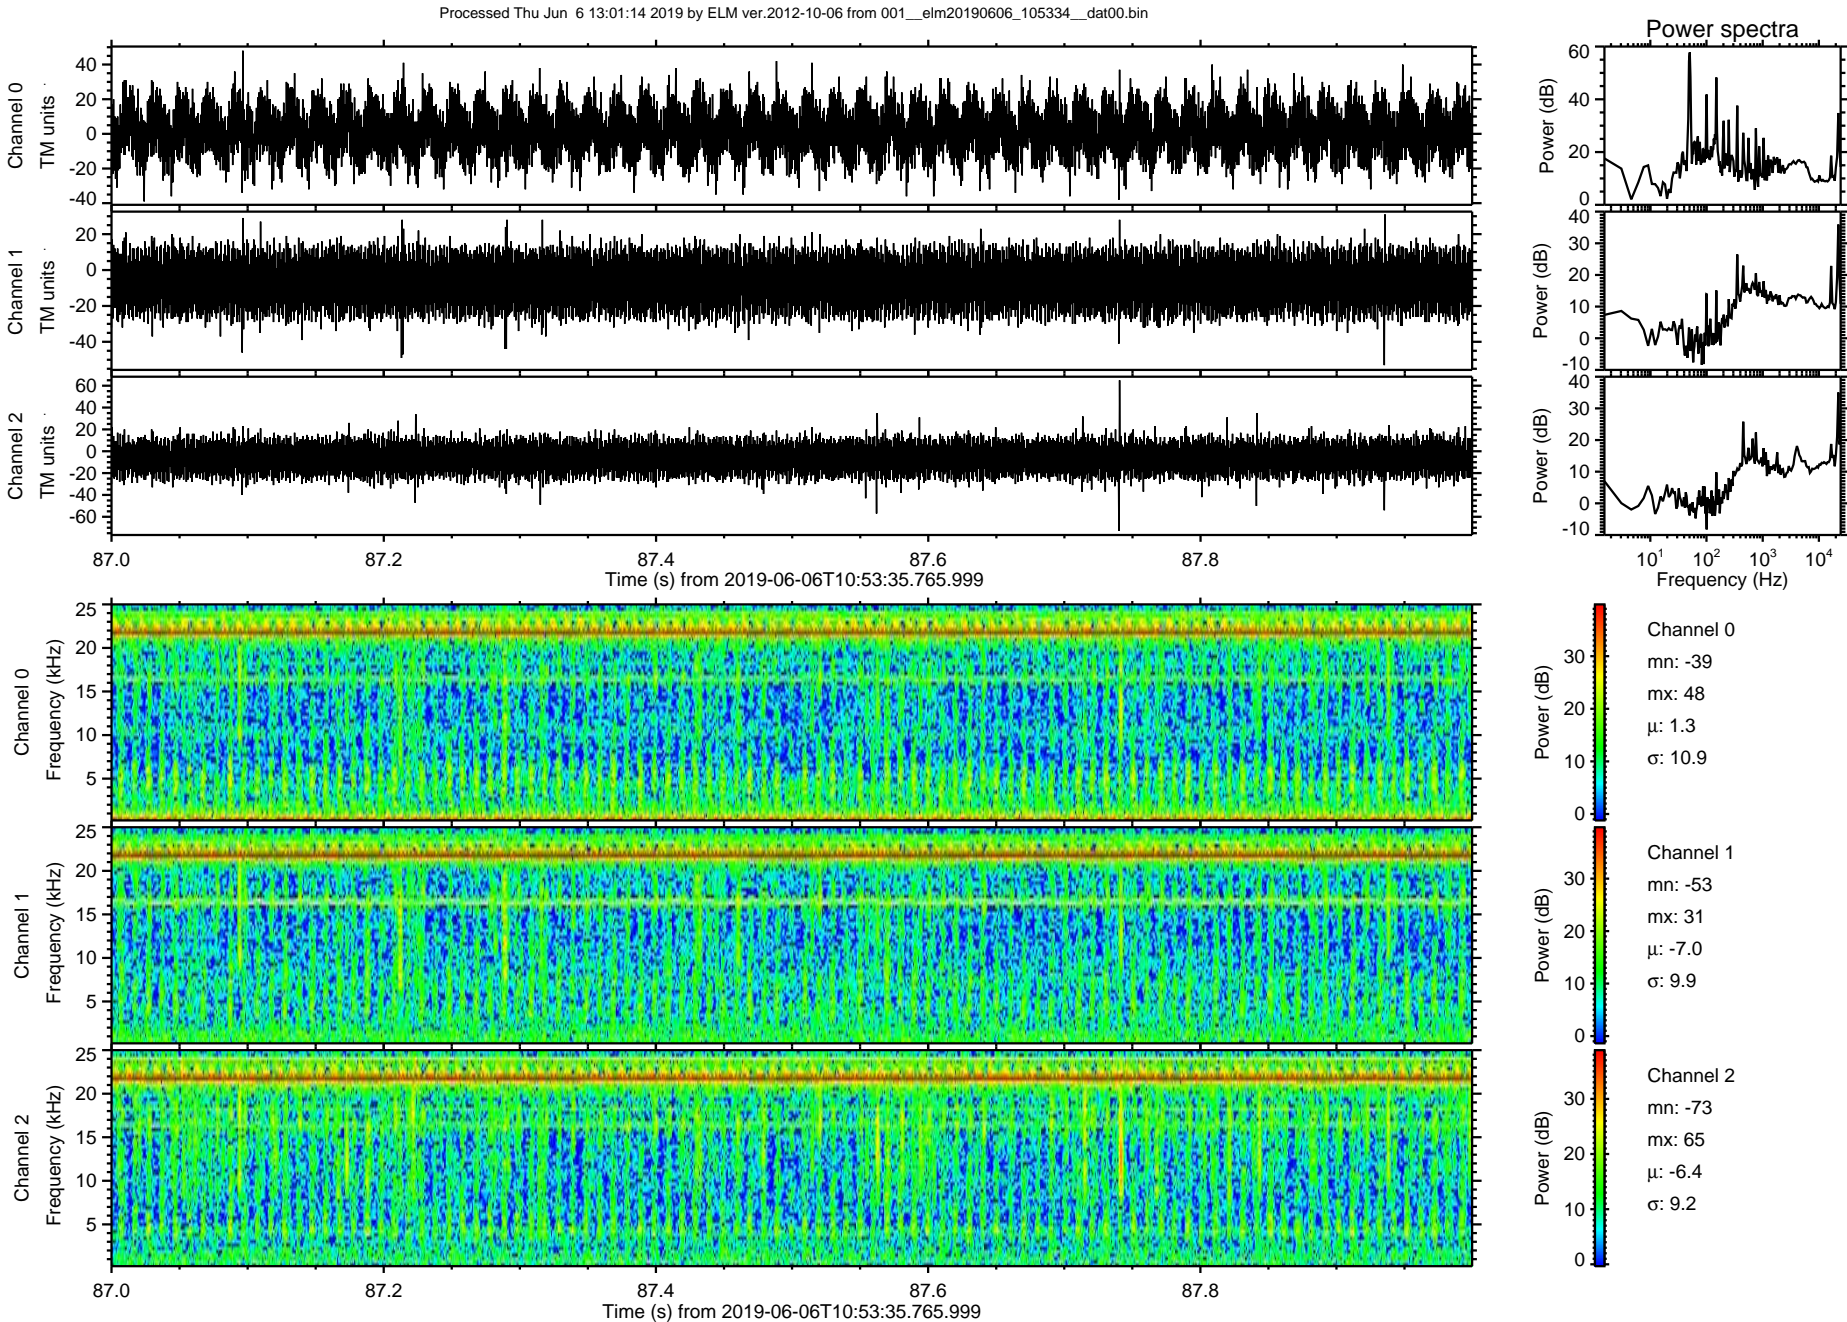 Processed Thu Jun  6 13:01:14 2019 by ELM ver.2012-10-06 from 001__elm20190606_105334__dat00.bin
Power spectra
Channel 0
TM units
40
20
0
-20
-40
Power (dB)
60
40
20
0
Channel 1
TM units
20
0
-20
-40
Power (dB)
40
30
20
10
0
-10
Channel 2
TM units
60
40
20
0
-20
-40
-60
Power (dB)
40
30
20
10
0
-10
87.0 87.2 87.4 87.6 87.8
Time (s) from 2019-06-06T10:53:35.765.999
10^1 10^2 10^3 10^4
Frequency (Hz)
Channel 0
Frequency (kHz)
25
20
15
10
5
Power (dB)
30
20
10
0
Channel 0
mn: -39
mx: 48
μ: 1.3
σ: 10.9
Channel 1
Frequency (kHz)
25
20
15
10
5
Power (dB)
30
20
10
0
Channel 1
mn: -53
mx: 31
μ: -7.0
σ: 9.9
Channel 2
Frequency (kHz)
25
20
15
10
5
Power (dB)
30
20
10
0
Channel 2
mn: -73
mx: 65
μ: -6.4
σ: 9.2
87.0 87.2 87.4 87.6 87.8
Time (s) from 2019-06-06T10:53:35.765.999